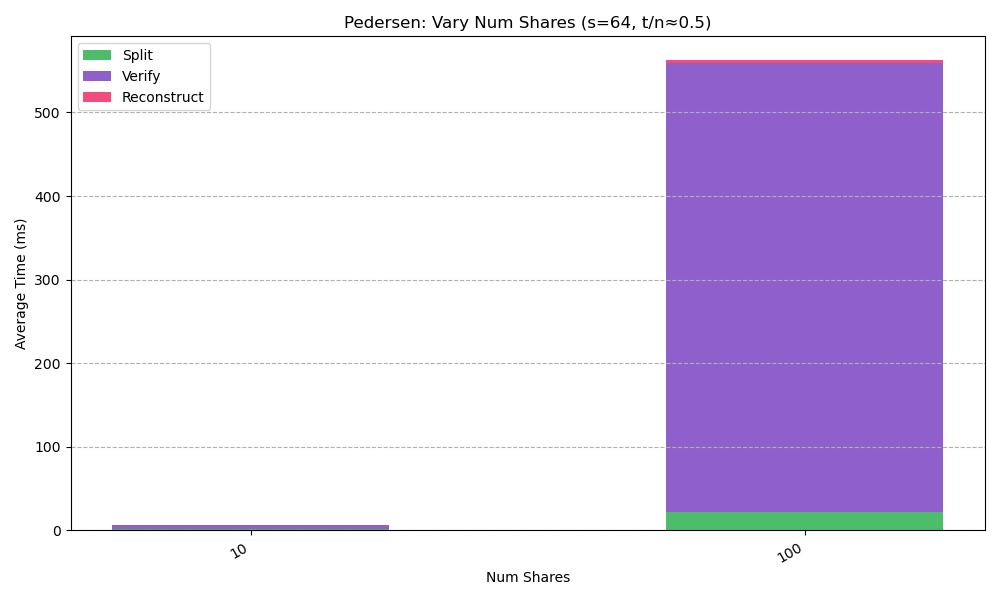 Pedersen: Vary Num Shares (s=64, t/n≈0.5)
Split
Verify
Reconstruct
Average Time (ms)
500
400
300
200
100
0
10
100
Num Shares